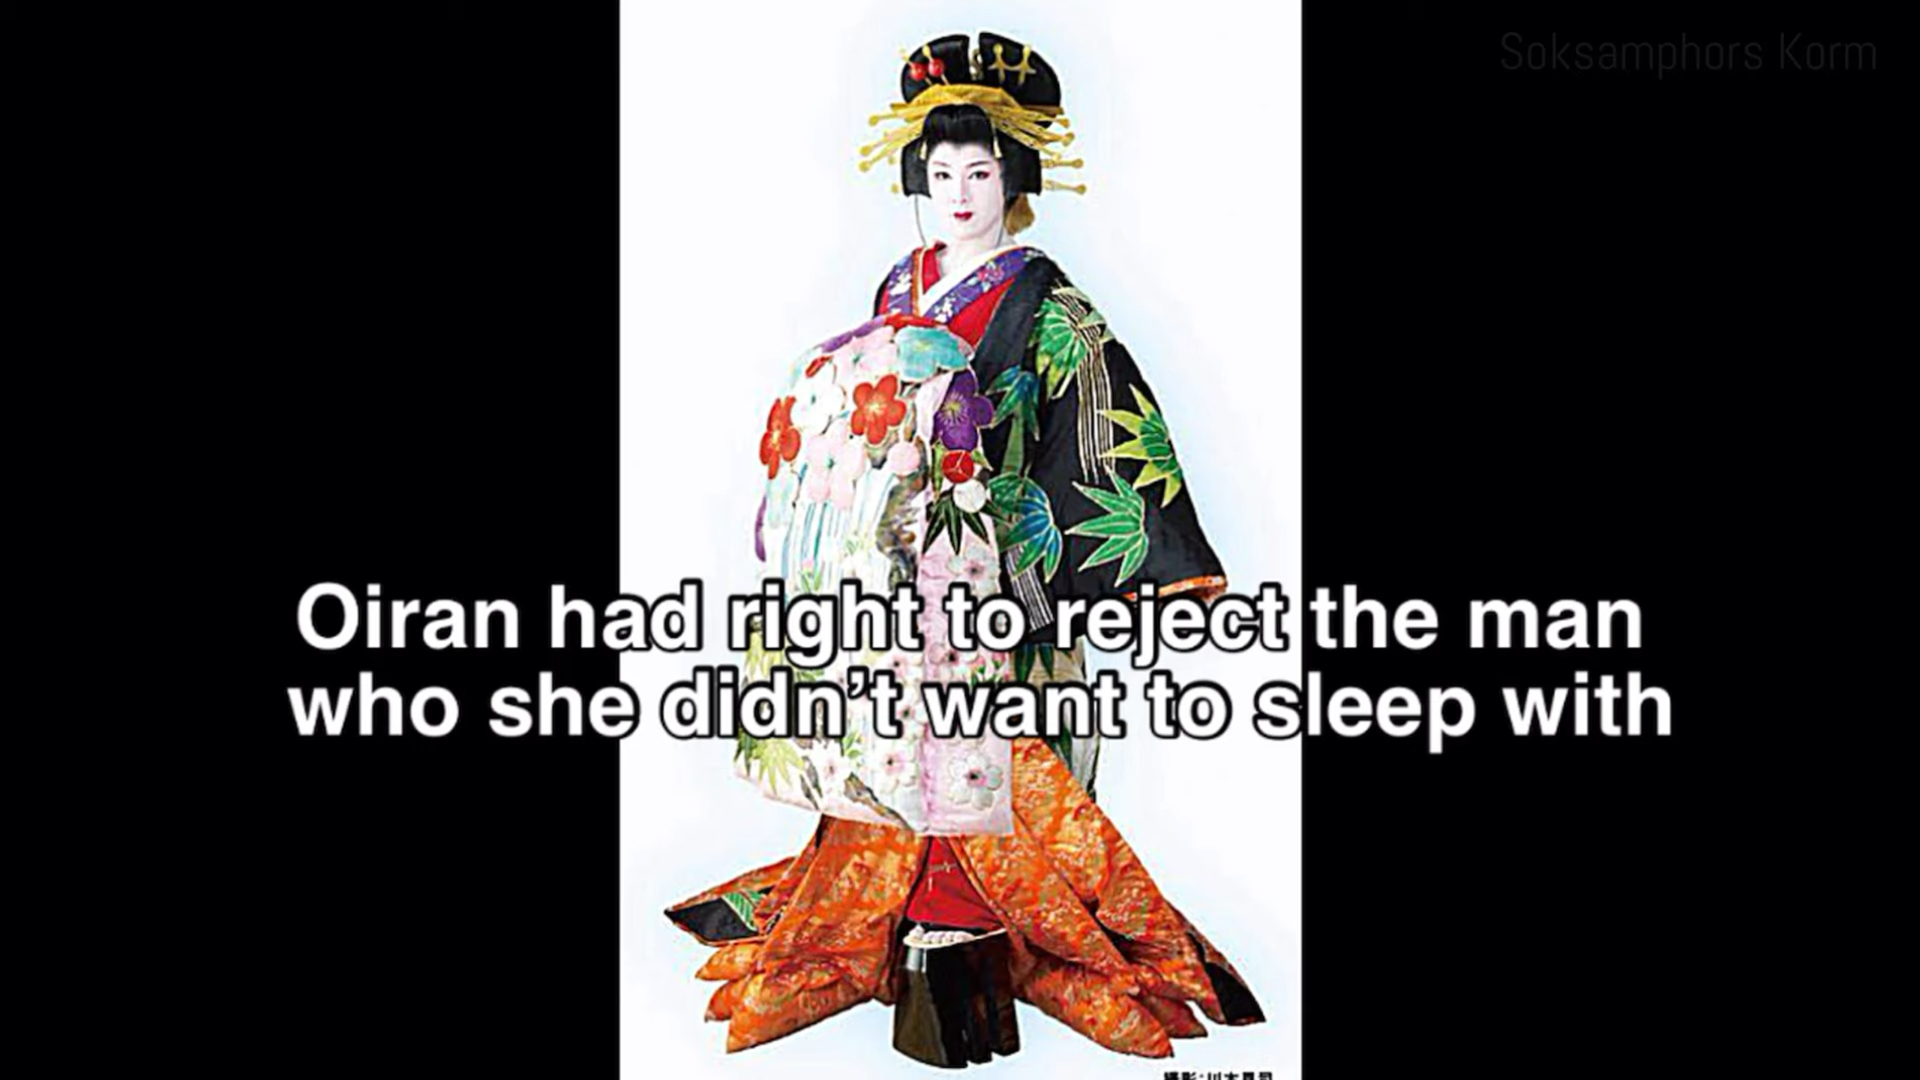 Soksamphors Korm
Oiran had right to reject the man
who she didn't want to sleep with